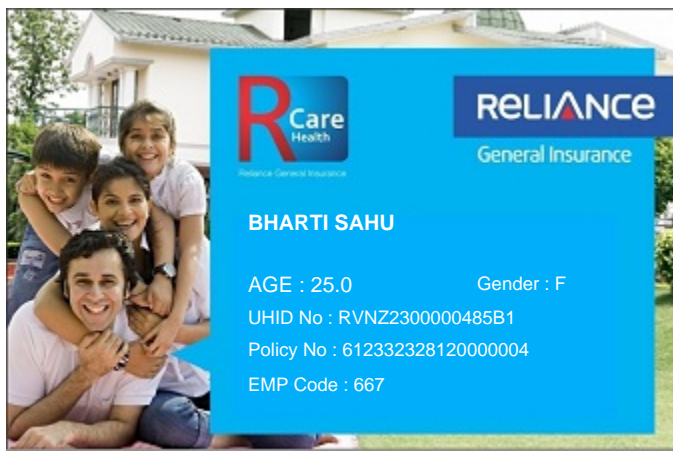 RCare
Health
Reliance General Insurance
RELIANCE
General Insurance
BHARTI SAHU
AGE : 25.0
Gender : F
UHID No : RVNZ2300000485B1
Policy No : 612332328120000004
EMP Code : 667